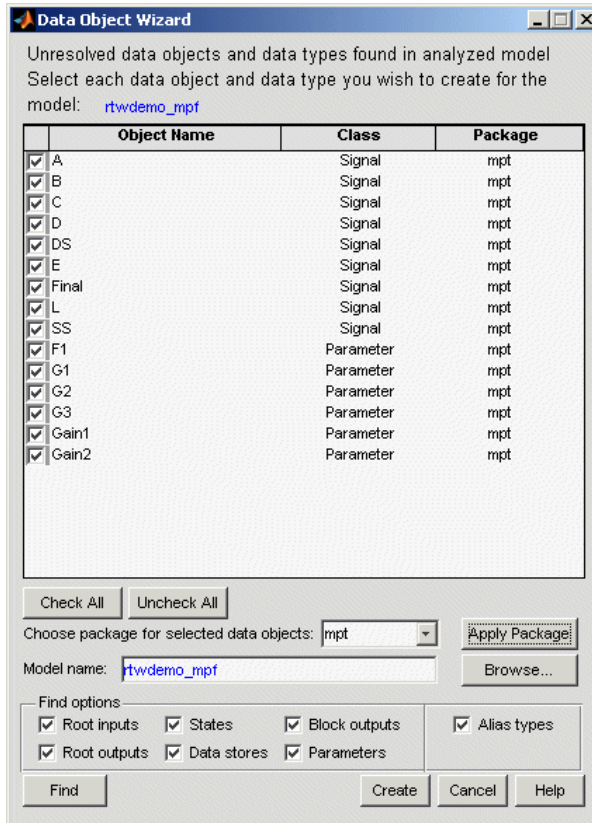 Data Object Wizard
Unresolved data objects and data types found in analyzed model
Select each data object and data type you wish to create for the
model: rtwdemo_mpf
Object Name Class Package
A Signal mpt
B Signal mpt
C Signal mpt
D Signal mpt
DS Signal mpt
E Signal mpt
Final Signal mpt
L Signal mpt
SS Signal mpt
F1 Parameter mpt
G1 Parameter mpt
G2 Parameter mpt
G3 Parameter mpt
Gain1 Parameter mpt
Gain2 Parameter mpt
Check All Uncheck All
Choose package for selected data objects: mpt Apply Package
Model name: rtwdemo_mpf Browse...
Find options
Root inputs States Block outputs Alias types
Root outputs Data stores Parameters
Find Create Cancel Help